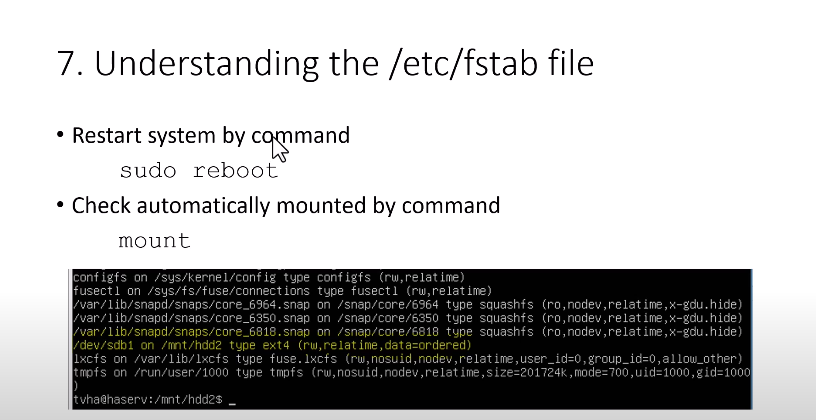 7. Understanding the /etc/fstab file
• Restart system by command
sudo reboot
• Check automatically mounted by command
mount
configfs on /sys/kernel/config type configfs (rw,relatime)
fusectl on /sys/fs/fuse/connections type fusectl (rw,relatime)
/var/lib/snapd/snaps/core_6964.snap on /snap/core/6964 type squashfs (ro,nodev,relatime,x-gdu.hide)
/var/lib/snapd/snaps/core_6350.snap on /snap/core/6350 type squashfs (ro,nodev,relatime,x-gdu.hide)
/var/lib/snapd/snaps/core_6818.snap on /snap/core/6818 type squashfs (ro,nodev,relatime,x-gdu.hide)
/dev/sdb1 on /mnt/hdd2 type ext4 (rw,relatime,data=ordered)
lxcfs on /var/lib/lxcfs type fuse.lxcfs (rw,nosuid,nodev,relatime,user_id=0,group_id=0,allow_other)
tmpfs on /run/user/1000 type tmpfs (rw,nosuid,nodev,relatime,size=201724k,mode=700,uid=1000,gid=1000
)
tvha@haserv:/mnt/hdd2$ _